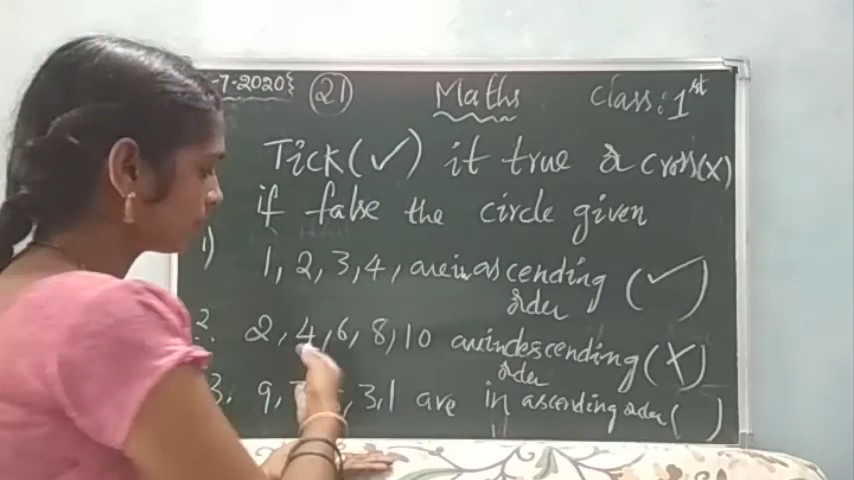 -7-2020} (21) Maths class: 1st
Tick(✓) it true & cross(x)
if false the circle given
1) 1, 2, 3, 4, are in ascending order (✓)
2. 2, 4, 6, 8, 10 are in descending order (X)
3. 9, 3, 1 are in ascending order ( )